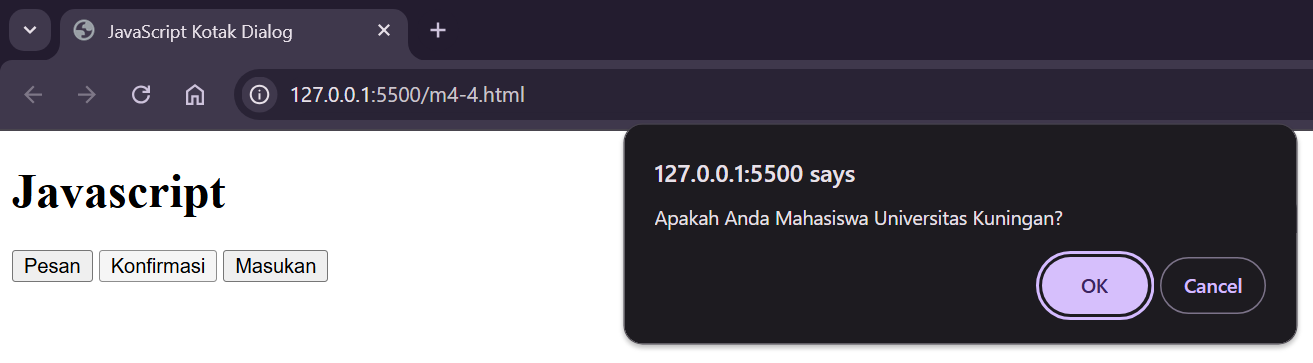 JavaScript Kotak Dialog
127.0.0.1:5500/m4-4.html
Javascript
Pesan Konfirmasi Masukan
127.0.0.1:5500 says
Apakah Anda Mahasiswa Universitas Kuningan?
OK Cancel